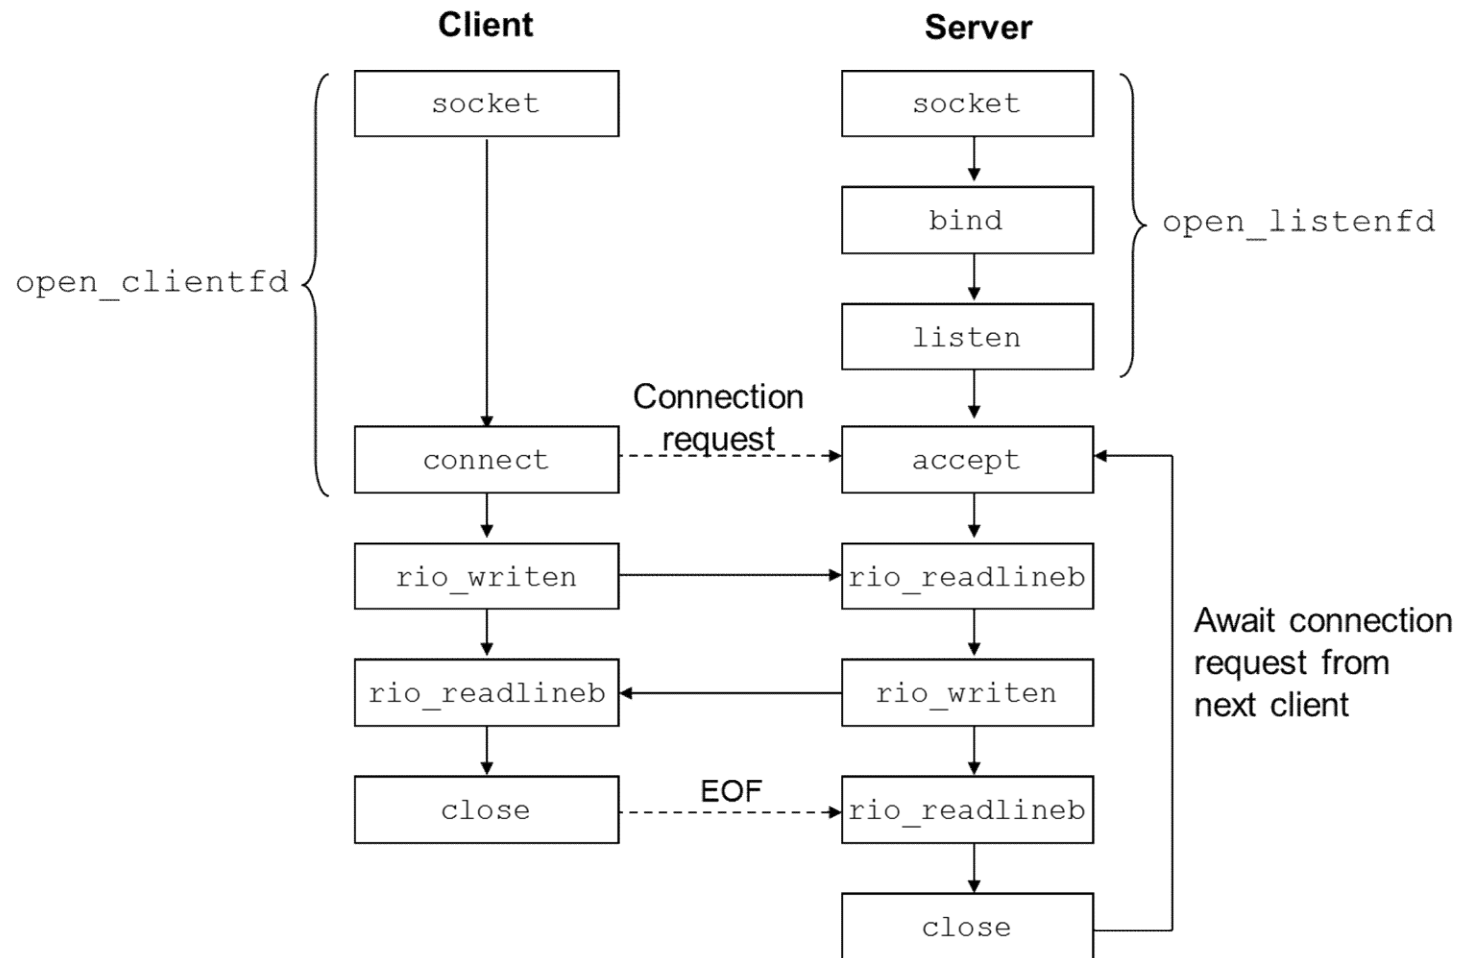 Client
Server
socket
socket
bind
open_listenfd
open_clientfd
listen
Connection
request
connect
accept
rio_writen
rio_readlineb
Await connection
request from
next client
rio_readlineb
rio_writen
close
EOF
rio_readlineb
close